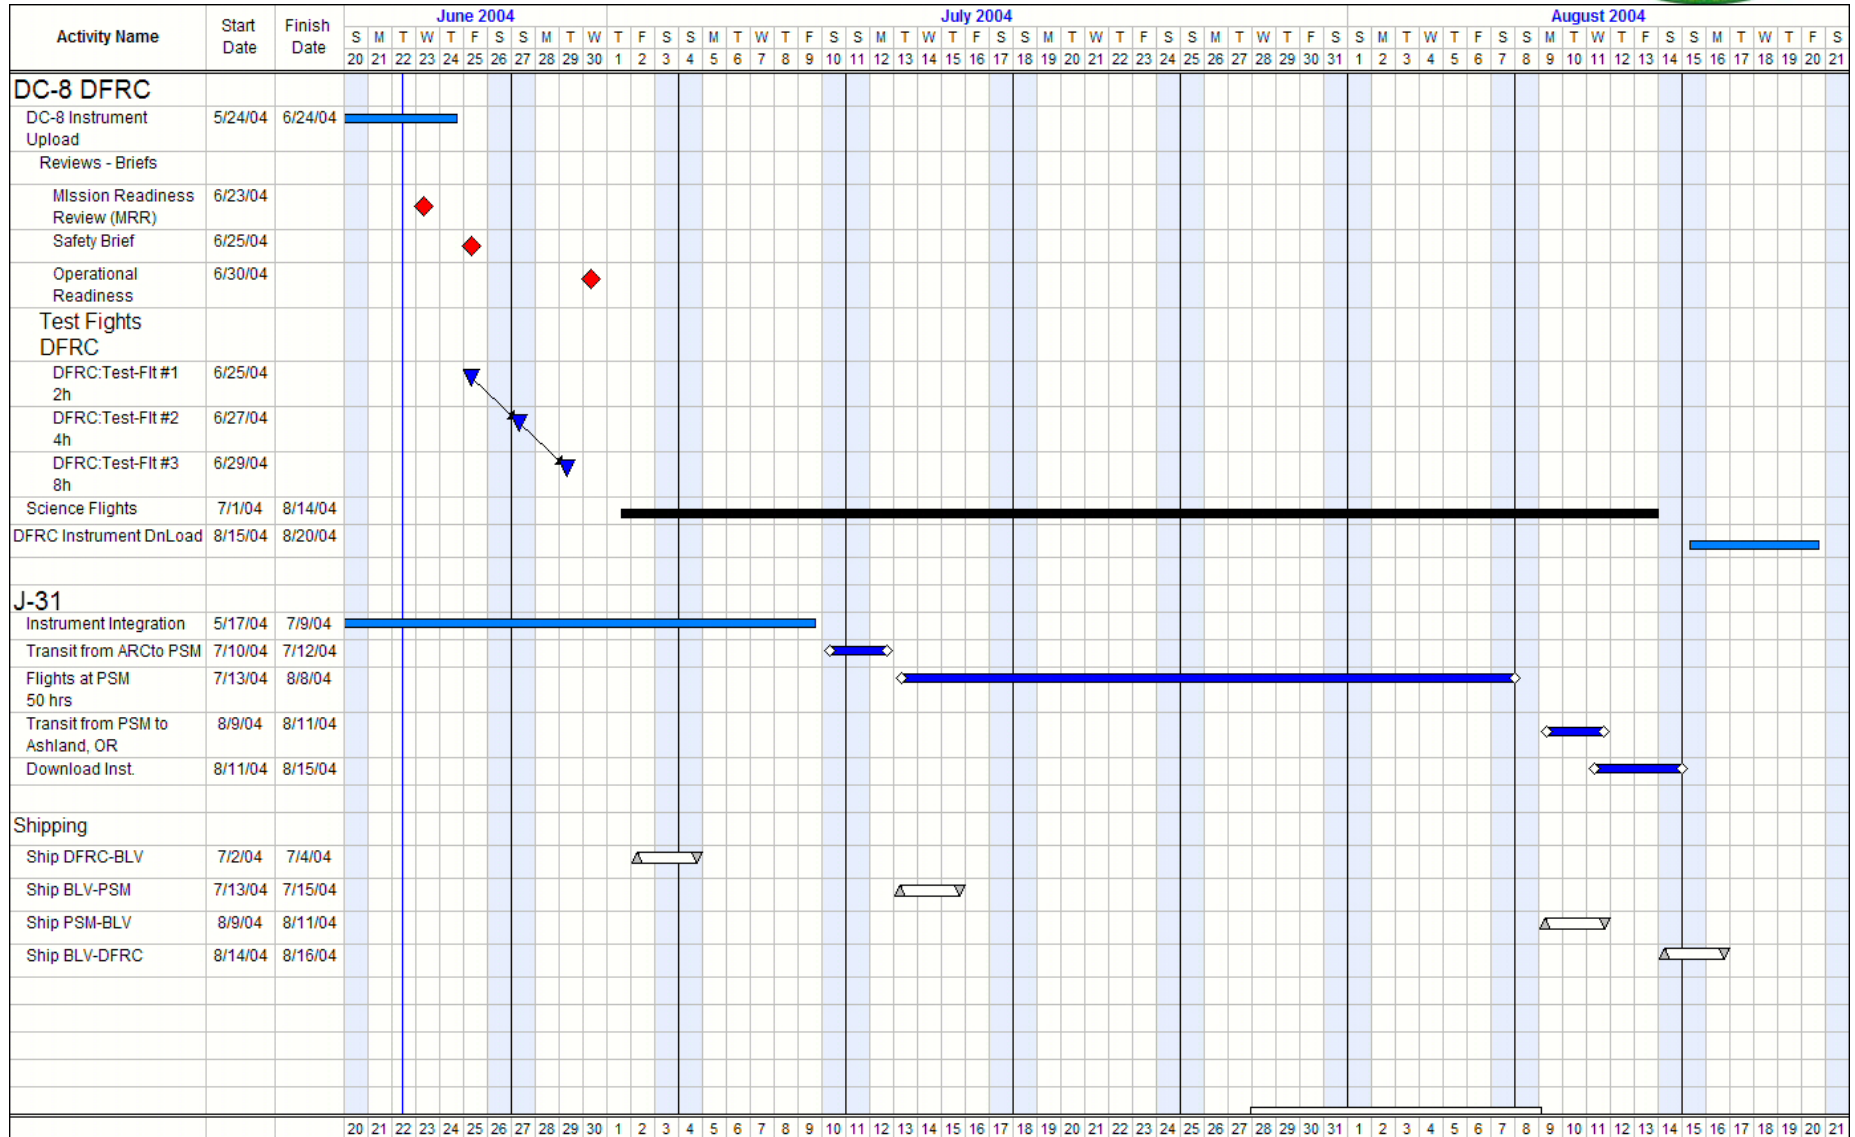 June 2004 July 2004 August 2004
Activity Name Start Date Finish Date S M T W T F S S M T W T F S S M T W T F S S M T W T F S S M T W T F S S M T W T F S S M T W T F S S M T W T F S S M T W T F S
20 21 22 23 24 25 26 27 28 29 30 1 2 3 4 5 6 7 8 9 10 11 12 13 14 15 16 17 18 19 20 21 22 23 24 25 26 27 28 29 30 31 1 2 3 4 5 6 7 8 9 10 11 12 13 14 15 16 17 18 19 20 21
DC-8 DFRC
DC-8 Instrument 5/24/04 6/24/04
Upload
Reviews - Briefs
MIssion Readiness 6/23/04
Review (MRR)
Safety Brief 6/25/04
Operational 6/30/04
Readiness
Test Fights
DFRC
DFRC:Test-Flt #1 6/25/04
2h
DFRC:Test-Flt #2 6/27/04
4h
DFRC:Test-Flt #3 6/29/04
8h
Science Flights 7/1/04 8/14/04
DFRC Instrument DnLoad 8/15/04 8/20/04
J-31
Instrument Integration 5/17/04 7/9/04
Transit from ARCto PSM 7/10/04 7/12/04
Flights at PSM 7/13/04 8/8/04
50 hrs
Transit from PSM to 8/9/04 8/11/04
Ashland, OR
Download Inst. 8/11/04 8/15/04
Shipping
Ship DFRC-BLV 7/2/04 7/4/04
Ship BLV-PSM 7/13/04 7/15/04
Ship PSM-BLV 8/9/04 8/11/04
Ship BLV-DFRC 8/14/04 8/16/04
20 21 22 23 24 25 26 27 28 29 30 1 2 3 4 5 6 7 8 9 10 11 12 13 14 15 16 17 18 19 20 21 22 23 24 25 26 27 28 29 30 31 1 2 3 4 5 6 7 8 9 10 11 12 13 14 15 16 17 18 19 20 21